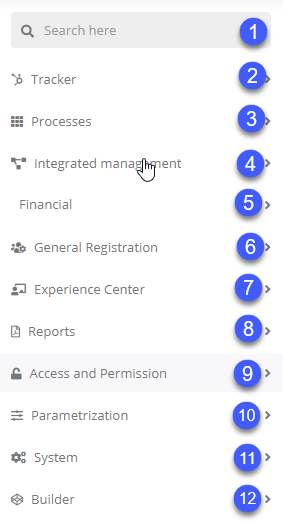 Search here 1
Tracker 2
Processes 3
Integrated management 4
Financial 5
General Registration 6
Experience Center 7
Reports 8
Access and Permission 9
Parametrization 10
System 11
Builder 12